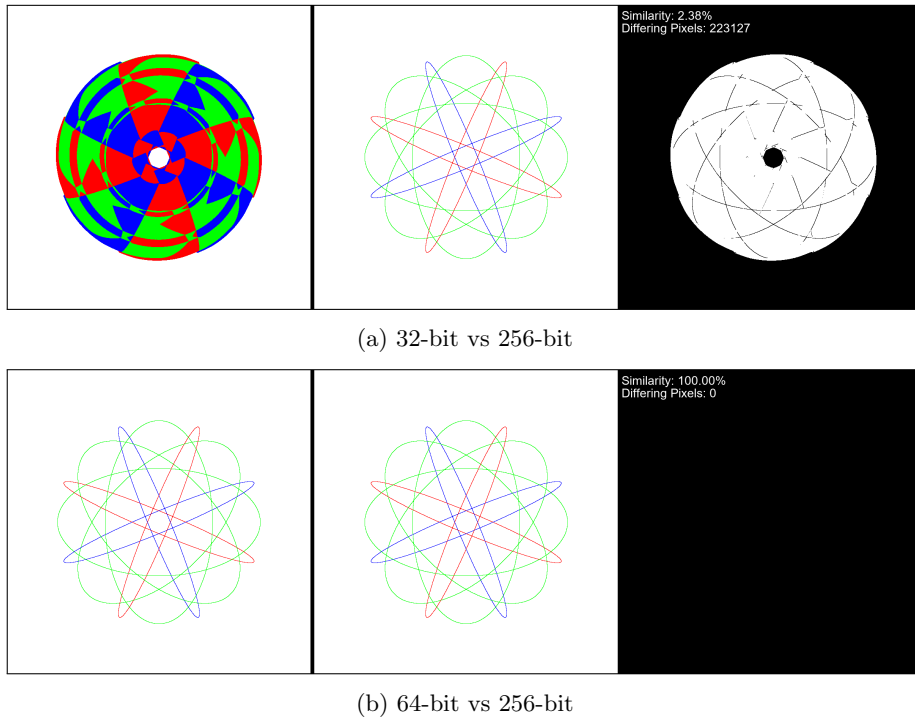 Similarity: 2.38%
Differing Pixels: 223127
(a) 32-bit vs 256-bit
Similarity: 100.00%
Differing Pixels: 0
(b) 64-bit vs 256-bit